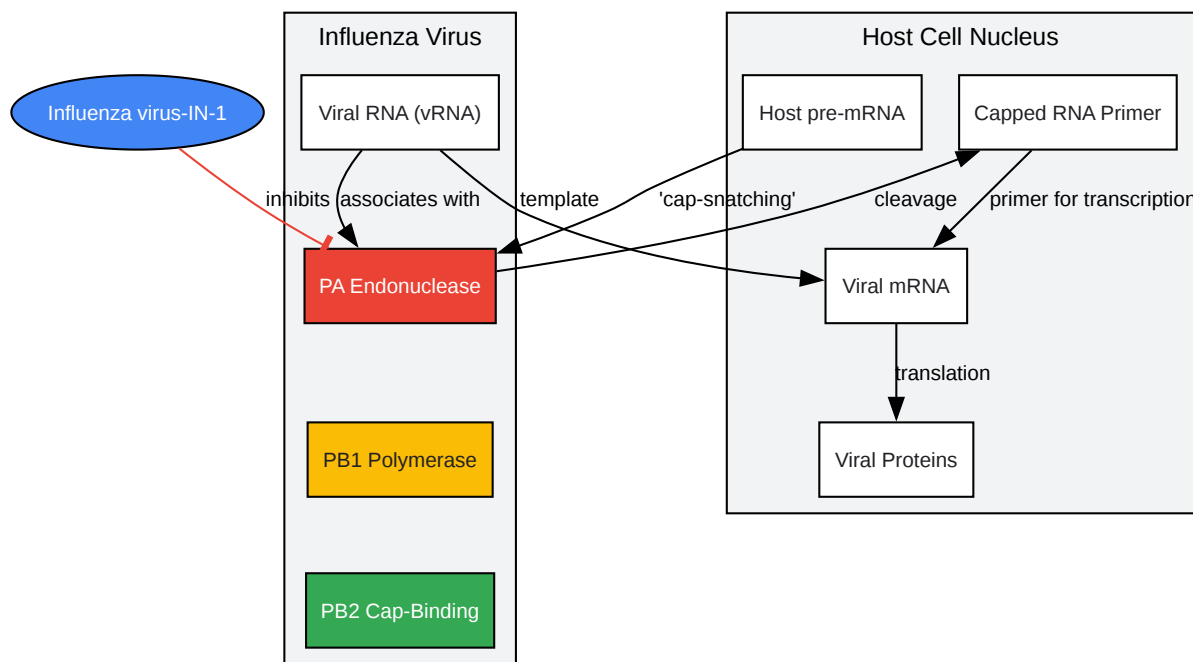 Influenza Virus
Host Cell Nucleus
Influenza virus-IN-1
Viral RNA (vRNA)
Host pre-mRNA
Capped RNA Primer
inhibits
associates with
template
'cap-snatching'
cleavage
primer for transcription
PA Endonuclease
Viral mRNA
translation
PB1 Polymerase
Viral Proteins
PB2 Cap-Binding